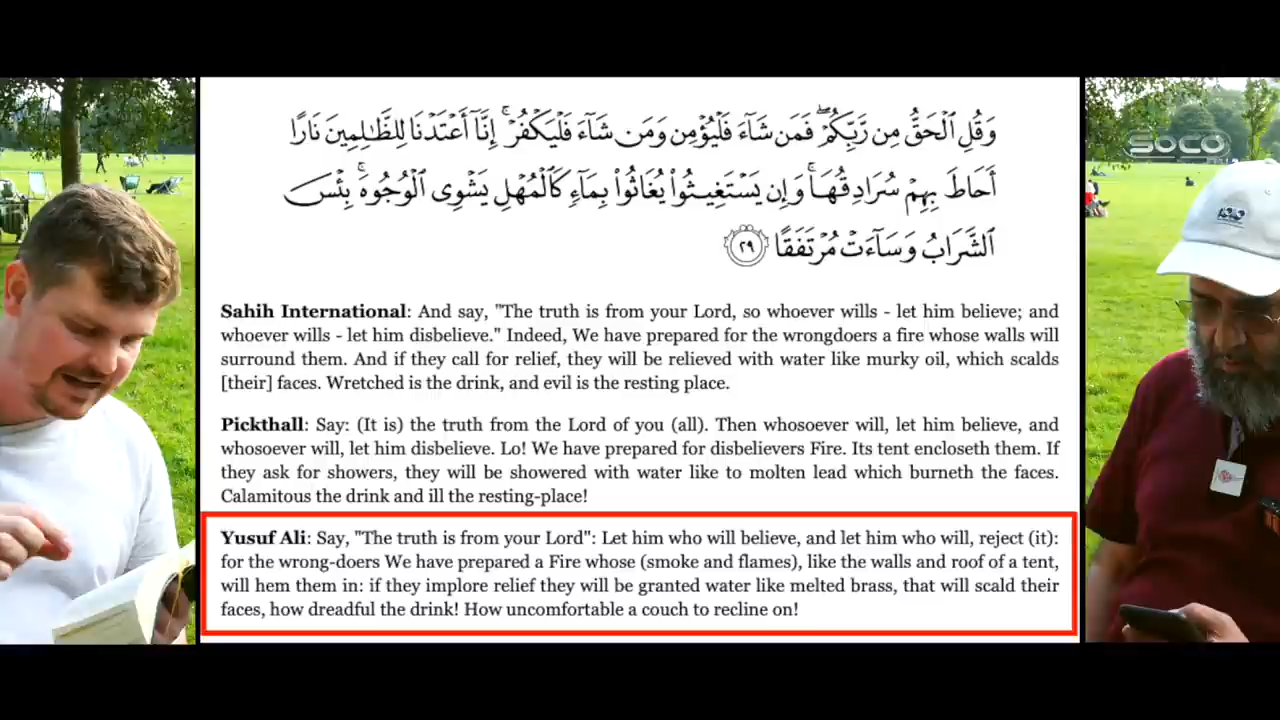 SOCO
وَقُلِ ٱلْحَقُّ مِن رَّبِّكُمْ ۖ فَمَن شَآءَ فَلْيُؤْمِن وَمَن شَآءَ فَلْيَكْفُرْ ۚ إِنَّآ أَعْتَدْنَا لِلظَّـٰلِمِينَ نَارًا
أَحَاطَ بِهِمْ سُرَادِقُهَا ۚ وَإِن يَسْتَغِيثُوا۟ يُغَاثُوا۟ بِمَآءٍ كَٱلْمُهْلِ يَشْوِى ٱلْوُجُوهَ ۚ بِئْسَ
ٱلشَّرَابُ وَسَآءَتْ مُرْتَفَقًا ٢٩
Sahih International: And say, "The truth is from your Lord, so whoever wills - let him believe; and
whoever wills - let him disbelieve." Indeed, We have prepared for the wrongdoers a fire whose walls will
surround them. And if they call for relief, they will be relieved with water like murky oil, which scalds
[their] faces. Wretched is the drink, and evil is the resting place.
Pickthall: Say: (It is) the truth from the Lord of you (all). Then whosoever will, let him believe, and
whosoever will, let him disbelieve. Lo! We have prepared for disbelievers Fire. Its tent encloseth them. If
they ask for showers, they will be showered with water like to molten lead which burneth the faces.
Calamitous the drink and ill the resting-place!
Yusuf Ali: Say, "The truth is from your Lord": Let him who will believe, and let him who will, reject (it):
for the wrong-doers We have prepared a Fire whose (smoke and flames), like the walls and roof of a tent,
will hem them in: if they implore relief they will be granted water like melted brass, that will scald their
faces, how dreadful the drink! How uncomfortable a couch to recline on!